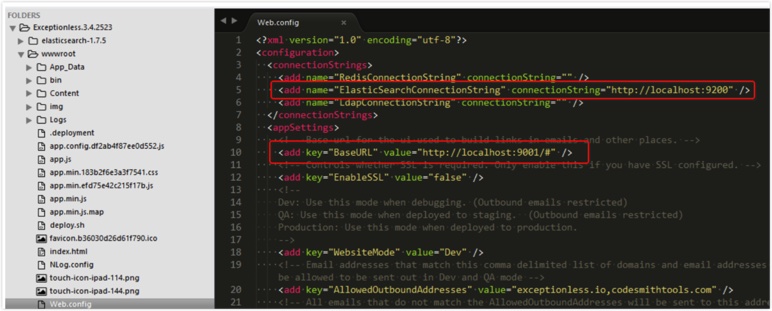 FOLDERS
Exceptionless.3.4.2523
elasticsearch-1.7.5
wwwroot
App_Data
bin
Content
img
Logs
.deployment
app.config.df2ab4f87ee0d552.js
app.js
app.min.183b2f6e3a3f7541.css
app.min.efd75e42c215f17b.js
app.min.js
app.min.js.map
deploy.sh
favicon.b36030d26d61f790.ico
index.html
NLog.config
touch-icon-ipad-114.png
touch-icon-ipad-144.png
Web.config
Web.config ×
1 <?xml version="1.0" encoding="utf-8"?>
2 <configuration>
3 <connectionStrings>
4 <add name="RedisConnectionString" connectionString="" />
5 <add name="ElasticSearchConnectionString" connectionString="http://localhost:9200" />
6 <add name="LdapConnectionString" connectionString="" />
7 </connectionStrings>
8 <appSettings>
9 <!-- Base url for the ui used to build links in emails and other places. -->
10 <add key="BaseURL" value="http://localhost:9001/#" />
11 <!-- Controls whether SSL is required. Only enable this if you have SSL configured. -->
12 <add key="EnableSSL" value="false" />
13 <!--
14 Dev: Use this mode when debugging. (Outbound emails restricted)
15 QA: Use this mode when deployed to staging. (Outbound emails restricted)
16 Production: Use this mode when deployed to production.
17 -->
18 <add key="WebsiteMode" value="Dev" />
19 <!-- Email addresses that match this comma delimited list of domains and email addresses
be allowed to be sent out in Dev and QA mode -->
20 <add key="AllowedOutboundAddresses" value="exceptionless.io,codesmithtools.com" />
21 <!-- All emails that do not match the AllowedOutboundAddresses will be sent to this addre